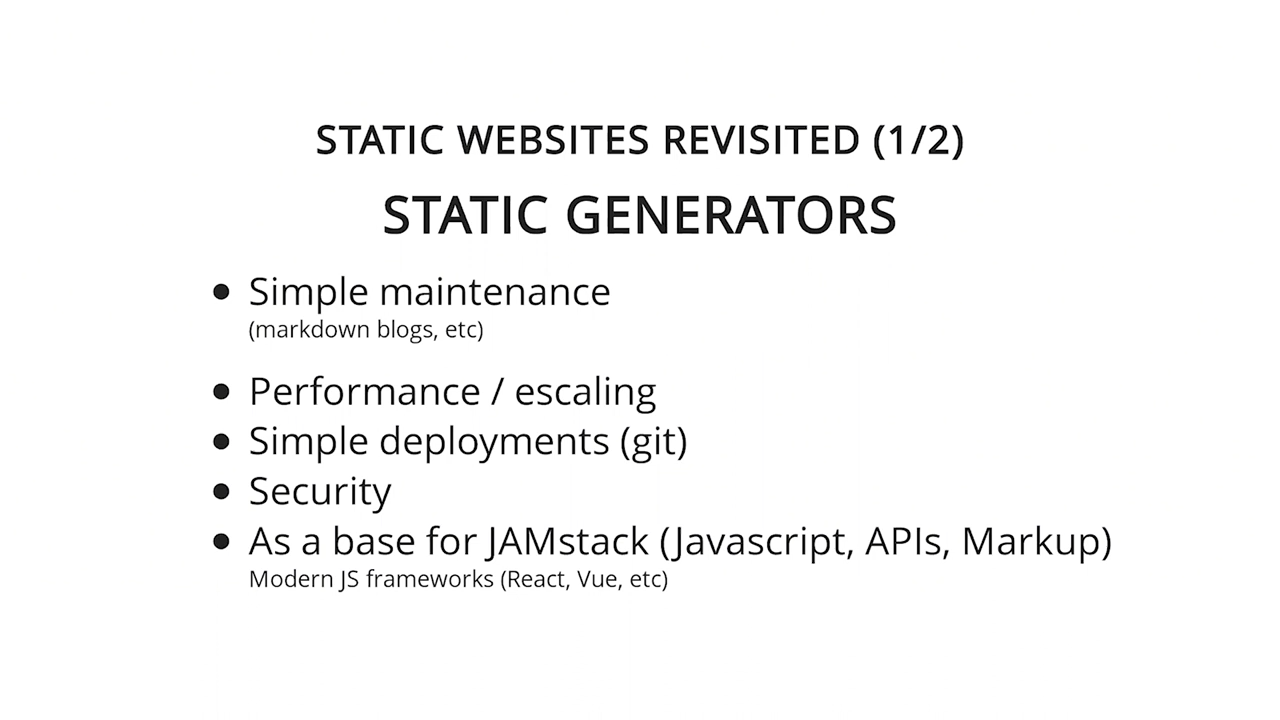 STATIC WEBSITES REVISITED (1/2)
STATIC GENERATORS
• Simple maintenance
(markdown blogs, etc)
• Performance / escaling
• Simple deployments (git)
• Security
• As a base for JAMstack (Javascript, APIs, Markup)
Modern JS frameworks (React, Vue, etc)